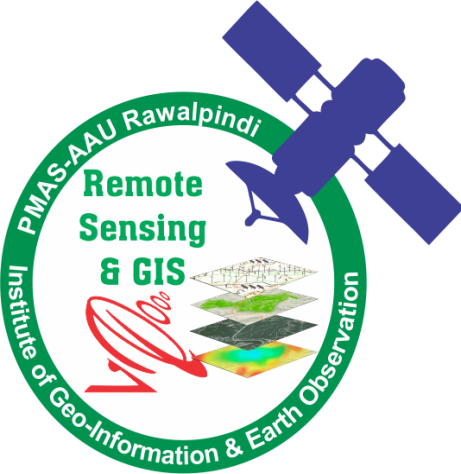 PMAS-AAU Rawalpindi
Remote
Sensing
& GIS
Institute of Geo-Information & Earth Observation